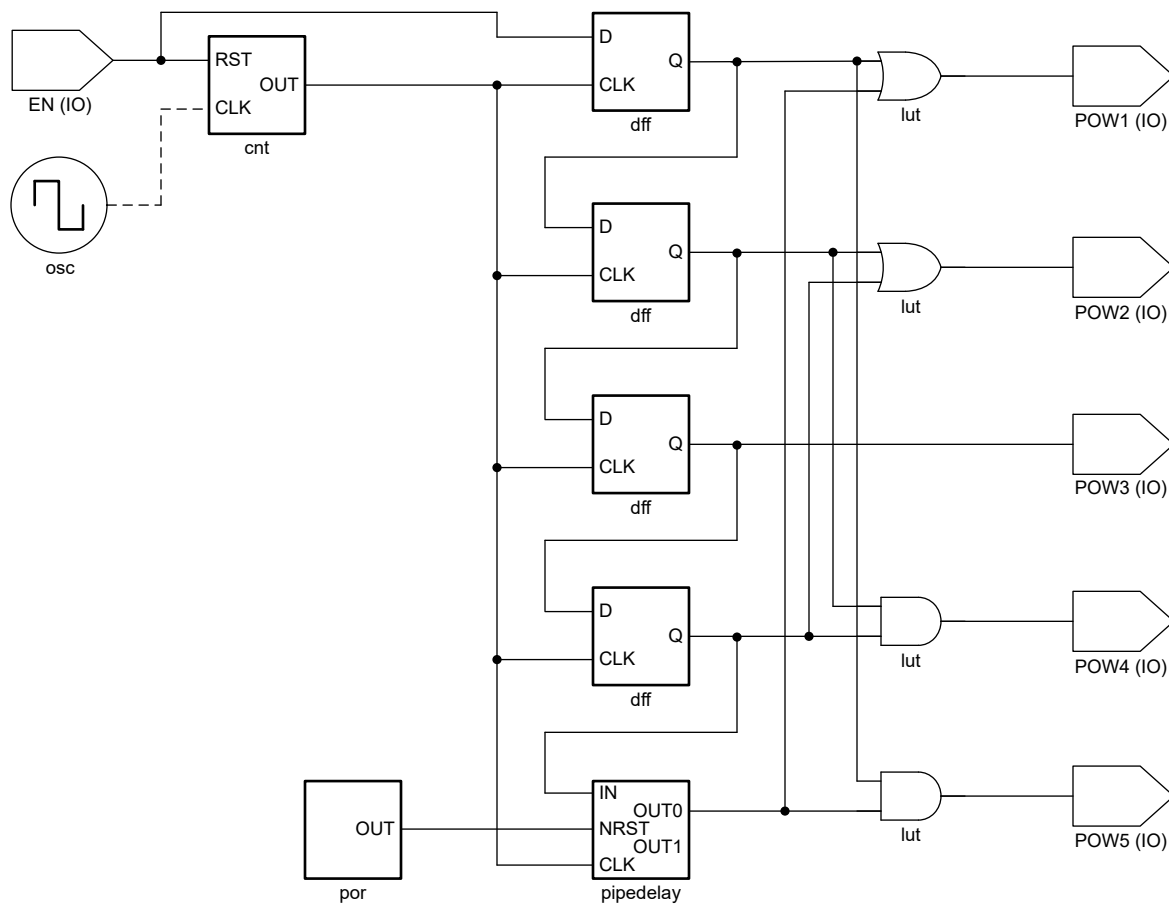 EN (IO)
RST
OUT
CLK
cnt
osc
D
Q
CLK
dff
lut
POW1 (IO)
D
Q
CLK
dff
lut
POW2 (IO)
D
Q
CLK
dff
POW3 (IO)
D
Q
CLK
dff
lut
POW4 (IO)
OUT
por
IN
OUT0
NRST
OUT1
CLK
pipedelay
lut
POW5 (IO)